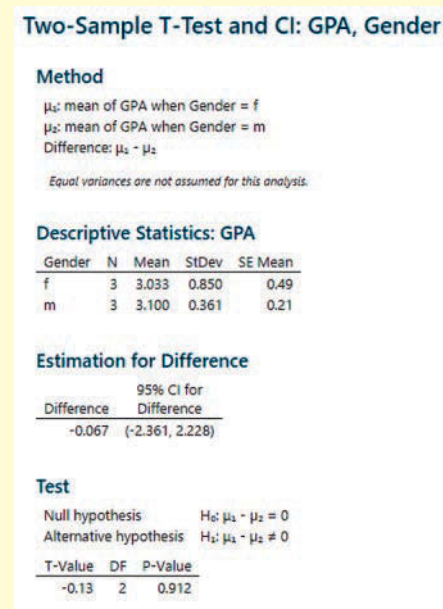 Two-Sample T-Test and CI: GPA, Gender
Method
μ₁: mean of GPA when Gender = f
μ₂: mean of GPA when Gender = m
Difference: μ₁ - μ₂
Equal variances are not assumed for this analysis.
Descriptive Statistics: GPA
Gender N Mean StDev SE Mean
f 3 3.033 0.850 0.49
m 3 3.100 0.361 0.21
Estimation for Difference
95% CI for
Difference Difference
-0.067 (-2.361, 2.228)
Test
Null hypothesis H₀: μ₁ - μ₂ = 0
Alternative hypothesis H₁: μ₁ - μ₂ ≠ 0
T-Value DF P-Value
-0.13 2 0.912